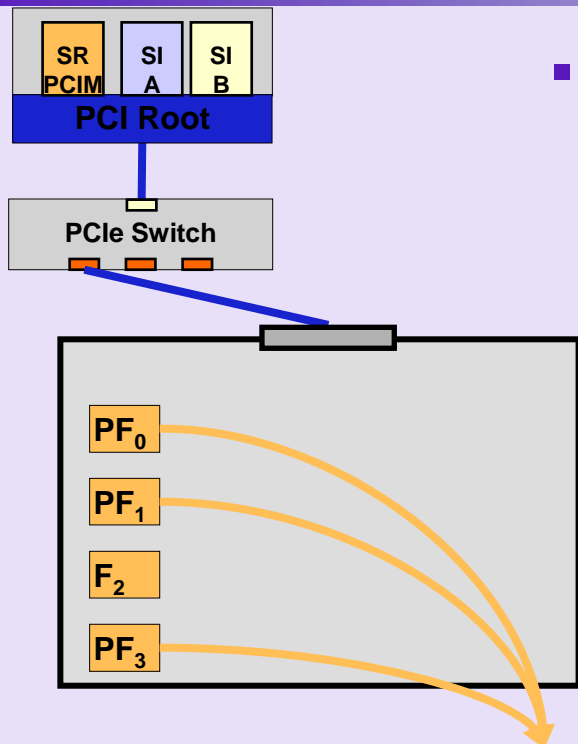 SR PCIM
SI A
SI B
PCI Root
PCIe Switch
PF₀
PF₁
F₂
PF₃